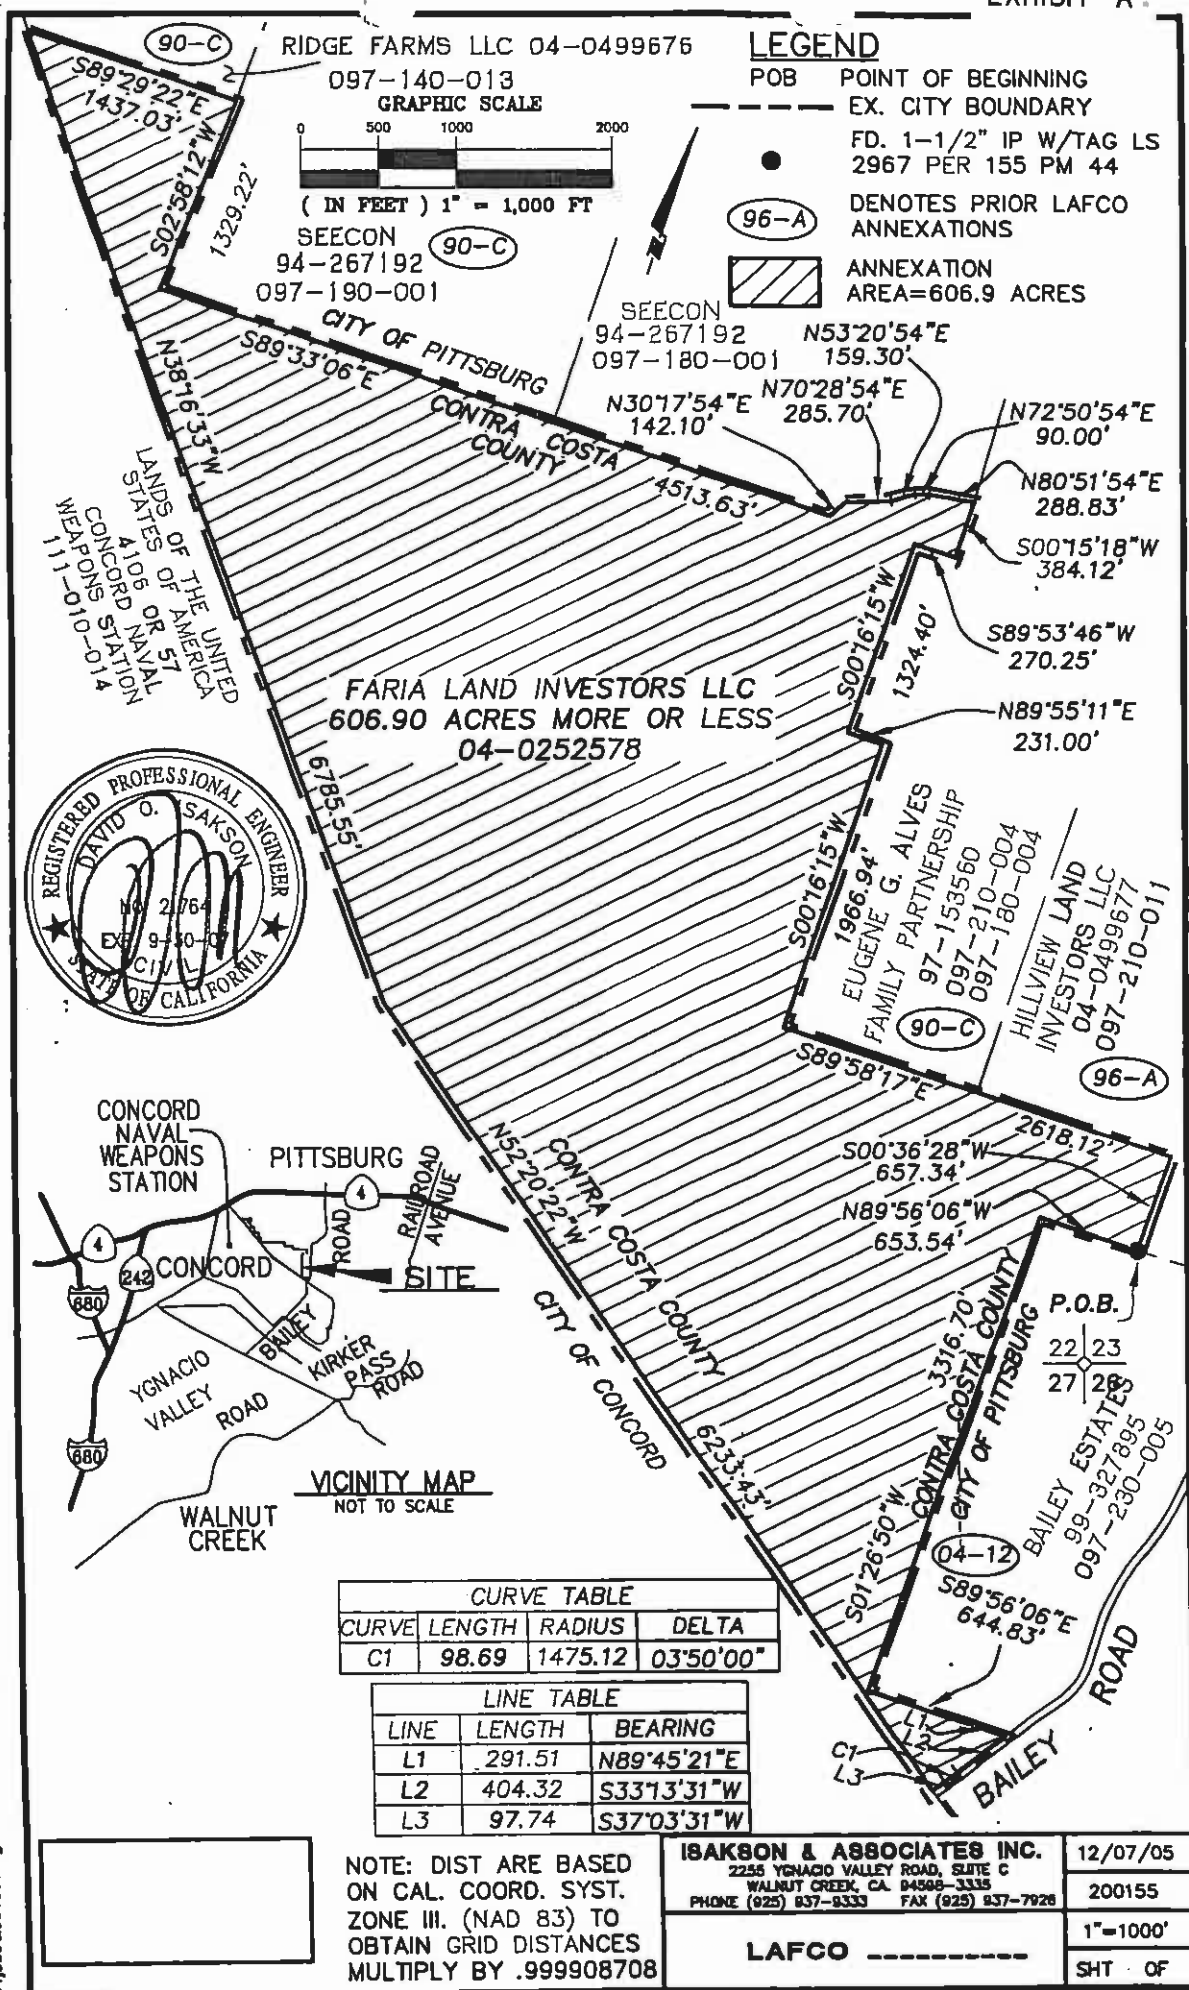 EXHIBIT "A"
90-C
RIDGE FARMS LLC 04-0499676
097-140-013
GRAPHIC SCALE
0 500 1000 2000
( IN FEET ) 1" = 1,000 FT
LEGEND
POB POINT OF BEGINNING
EX. CITY BOUNDARY
FD. 1-1/2" IP W/TAG LS
2967 PER 155 PM 44
96-A
DENOTES PRIOR LAFCO
ANNEXATIONS
ANNEXATION
AREA=606.9 ACRES
S89°29'22"E
1437.03'
S02°58'12"W
1329.22'
SEECON
94-267192
097-190-001
90-C
N
SEECON
94-267192
097-180-001
CITY OF PITTSBURG
S89°33'06"E
CONTRA COSTA
COUNTY
4513.63'
N53°20'54"E
159.30'
N70°28'54"E
285.70'
N30°17'54"E
142.10'
N72°50'54"E
90.00'
N80°51'54"E
288.83'
S00°15'18"W
384.12'
S89°53'46"W
270.25'
S00°16'15"W
1324.40'
N89°55'11"E
231.00'
N38°16'33"W
6785.55'
LANDS OF THE UNITED
STATES OF AMERICA
4106 OR 57
CONCORD NAVAL
WEAPONS STATION
111-010-014
FARIA LAND INVESTORS LLC
606.90 ACRES MORE OR LESS
04-0252578
REGISTERED PROFESSIONAL ENGINEER
DAVID O. ISAKSON
NO. 21764
EXP. 9-30-07
CIVIL
STATE OF CALIFORNIA
S00°16'15"W
1966.94'
EUGENE G. ALVES
FAMILY PARTNERSHIP
97-153560
097-210-004
097-180-004
90-C
HILLVIEW LAND
INVESTORS LLC
04-0499677
097-210-011
96-A
S89°58'17"E
2618.12'
S00°36'28"W
657.34'
N89°56'06"W
653.54'
P.O.B.
22 23
27 26
N52°20'22"W
CONTRA COSTA COUNTY
CITY OF CONCORD
6233.43'
3316.70'
CONTRA COSTA COUNTY
CITY OF PITTSBURG
S01°26'50"W
04-12
BAILEY ESTATES
99-327895
097-230-005
S89°56'06"E
644.83'
L1
L2
C1
L3
BAILEY ROAD
CONCORD
NAVAL
WEAPONS
STATION
PITTSBURG
4
4
242
680
680
CONCORD
SITE
RAILROAD
AVENUE
BAILEY
ROAD
KIRKER
PASS
ROAD
YGNACIO
VALLEY
ROAD
WALNUT
CREEK
VICINITY MAP
NOT TO SCALE
CURVE TABLE
CURVE LENGTH RADIUS DELTA
C1 98.69 1475.12 03°50'00"
LINE TABLE
LINE LENGTH BEARING
L1 291.51 N89°45'21"E
L2 404.32 S33°13'31"W
L3 97.74 S37°03'31"W
NOTE: DIST ARE BASED
ON CAL. COORD. SYST.
ZONE III. (NAD 83) TO
OBTAIN GRID DISTANCES
MULTIPLY BY .999908708
ISAKSON & ASSOCIATES INC.
2255 YGNACIO VALLEY ROAD, SUITE C
WALNUT CREEK, CA. 94598-3335
PHONE (925) 937-9333 FAX (925) 937-7926
LAFCO
12/07/05
200155
1"=1000'
SHT OF